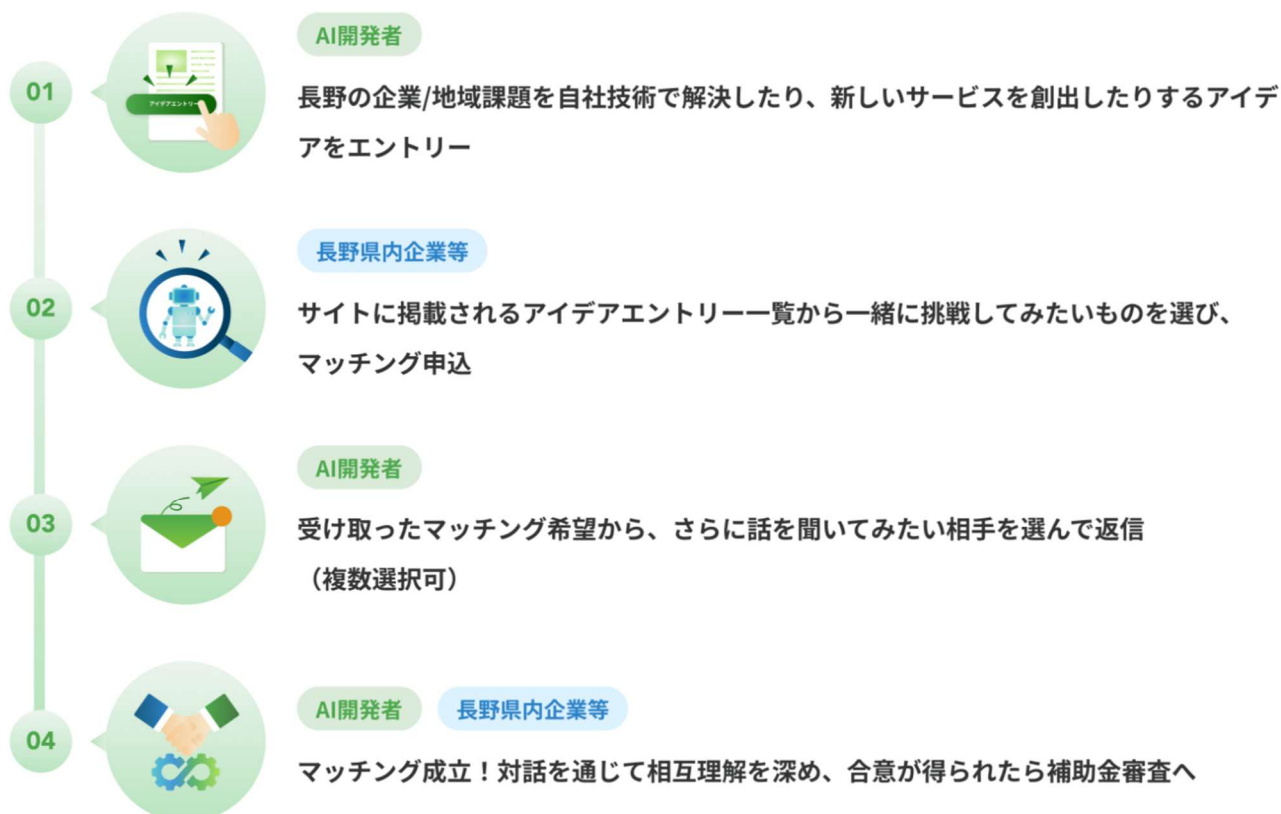 AI開発者
01
アイデアエントリー
長野の企業/地域課題を自社技術で解決したり、新しいサービスを創出したりするアイデ
アをエントリー
長野県内企業等
02
サイトに掲載されるアイデアエントリー一覧から一緒に挑戦してみたいものを選び、
マッチング申込
AI開発者
03
受け取ったマッチング希望から、さらに話を聞いてみたい相手を選んで返信
（複数選択可）
AI開発者 長野県内企業等
04
マッチング成立！対話を通じて相互理解を深め、合意が得られたら補助金審査へ